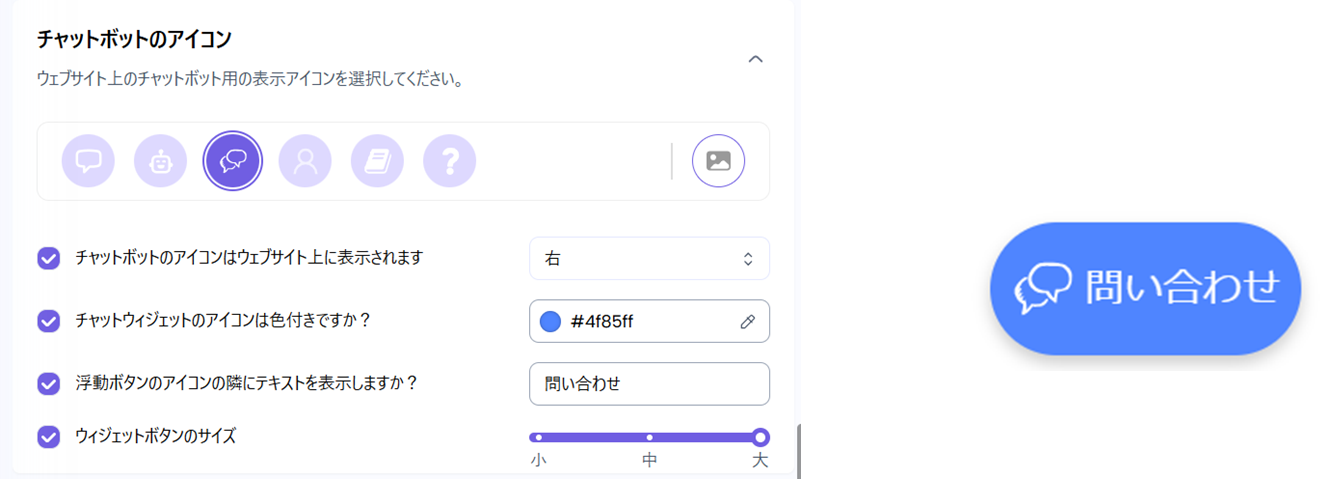 チャットボットのアイコン
ウェブサイト上のチャットボット用の表示アイコンを選択してください。
?
チャットボットのアイコンはウェブサイト上に表示されます
右
チャットウィジェットのアイコンは色付きですか？
#4f85ff
浮動ボタンのアイコンの隣にテキストを表示しますか？
問い合わせ
ウィジェットボタンのサイズ
小 中 大
問い合わせ